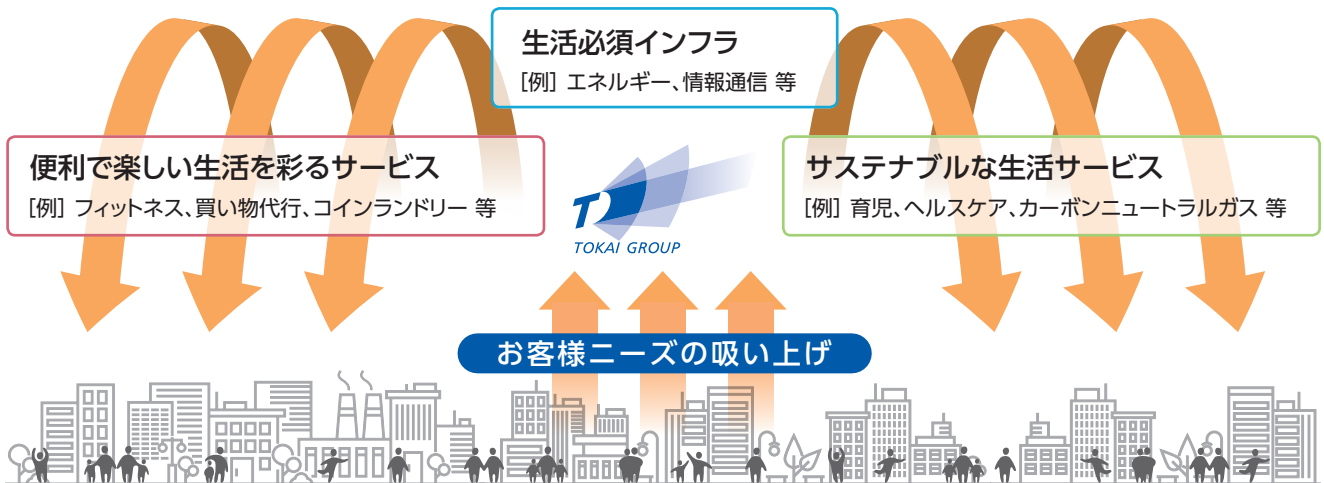 生活必須インフラ
[例] エネルギー、情報通信 等
便利で楽しい生活を彩るサービス
[例] フィットネス、買い物代行、コインランドリー 等
サステナブルな生活サービス
[例] 育児、ヘルスケア、カーボンニュートラルガス 等
T
TOKAI GROUP
お客様ニーズの吸い上げ